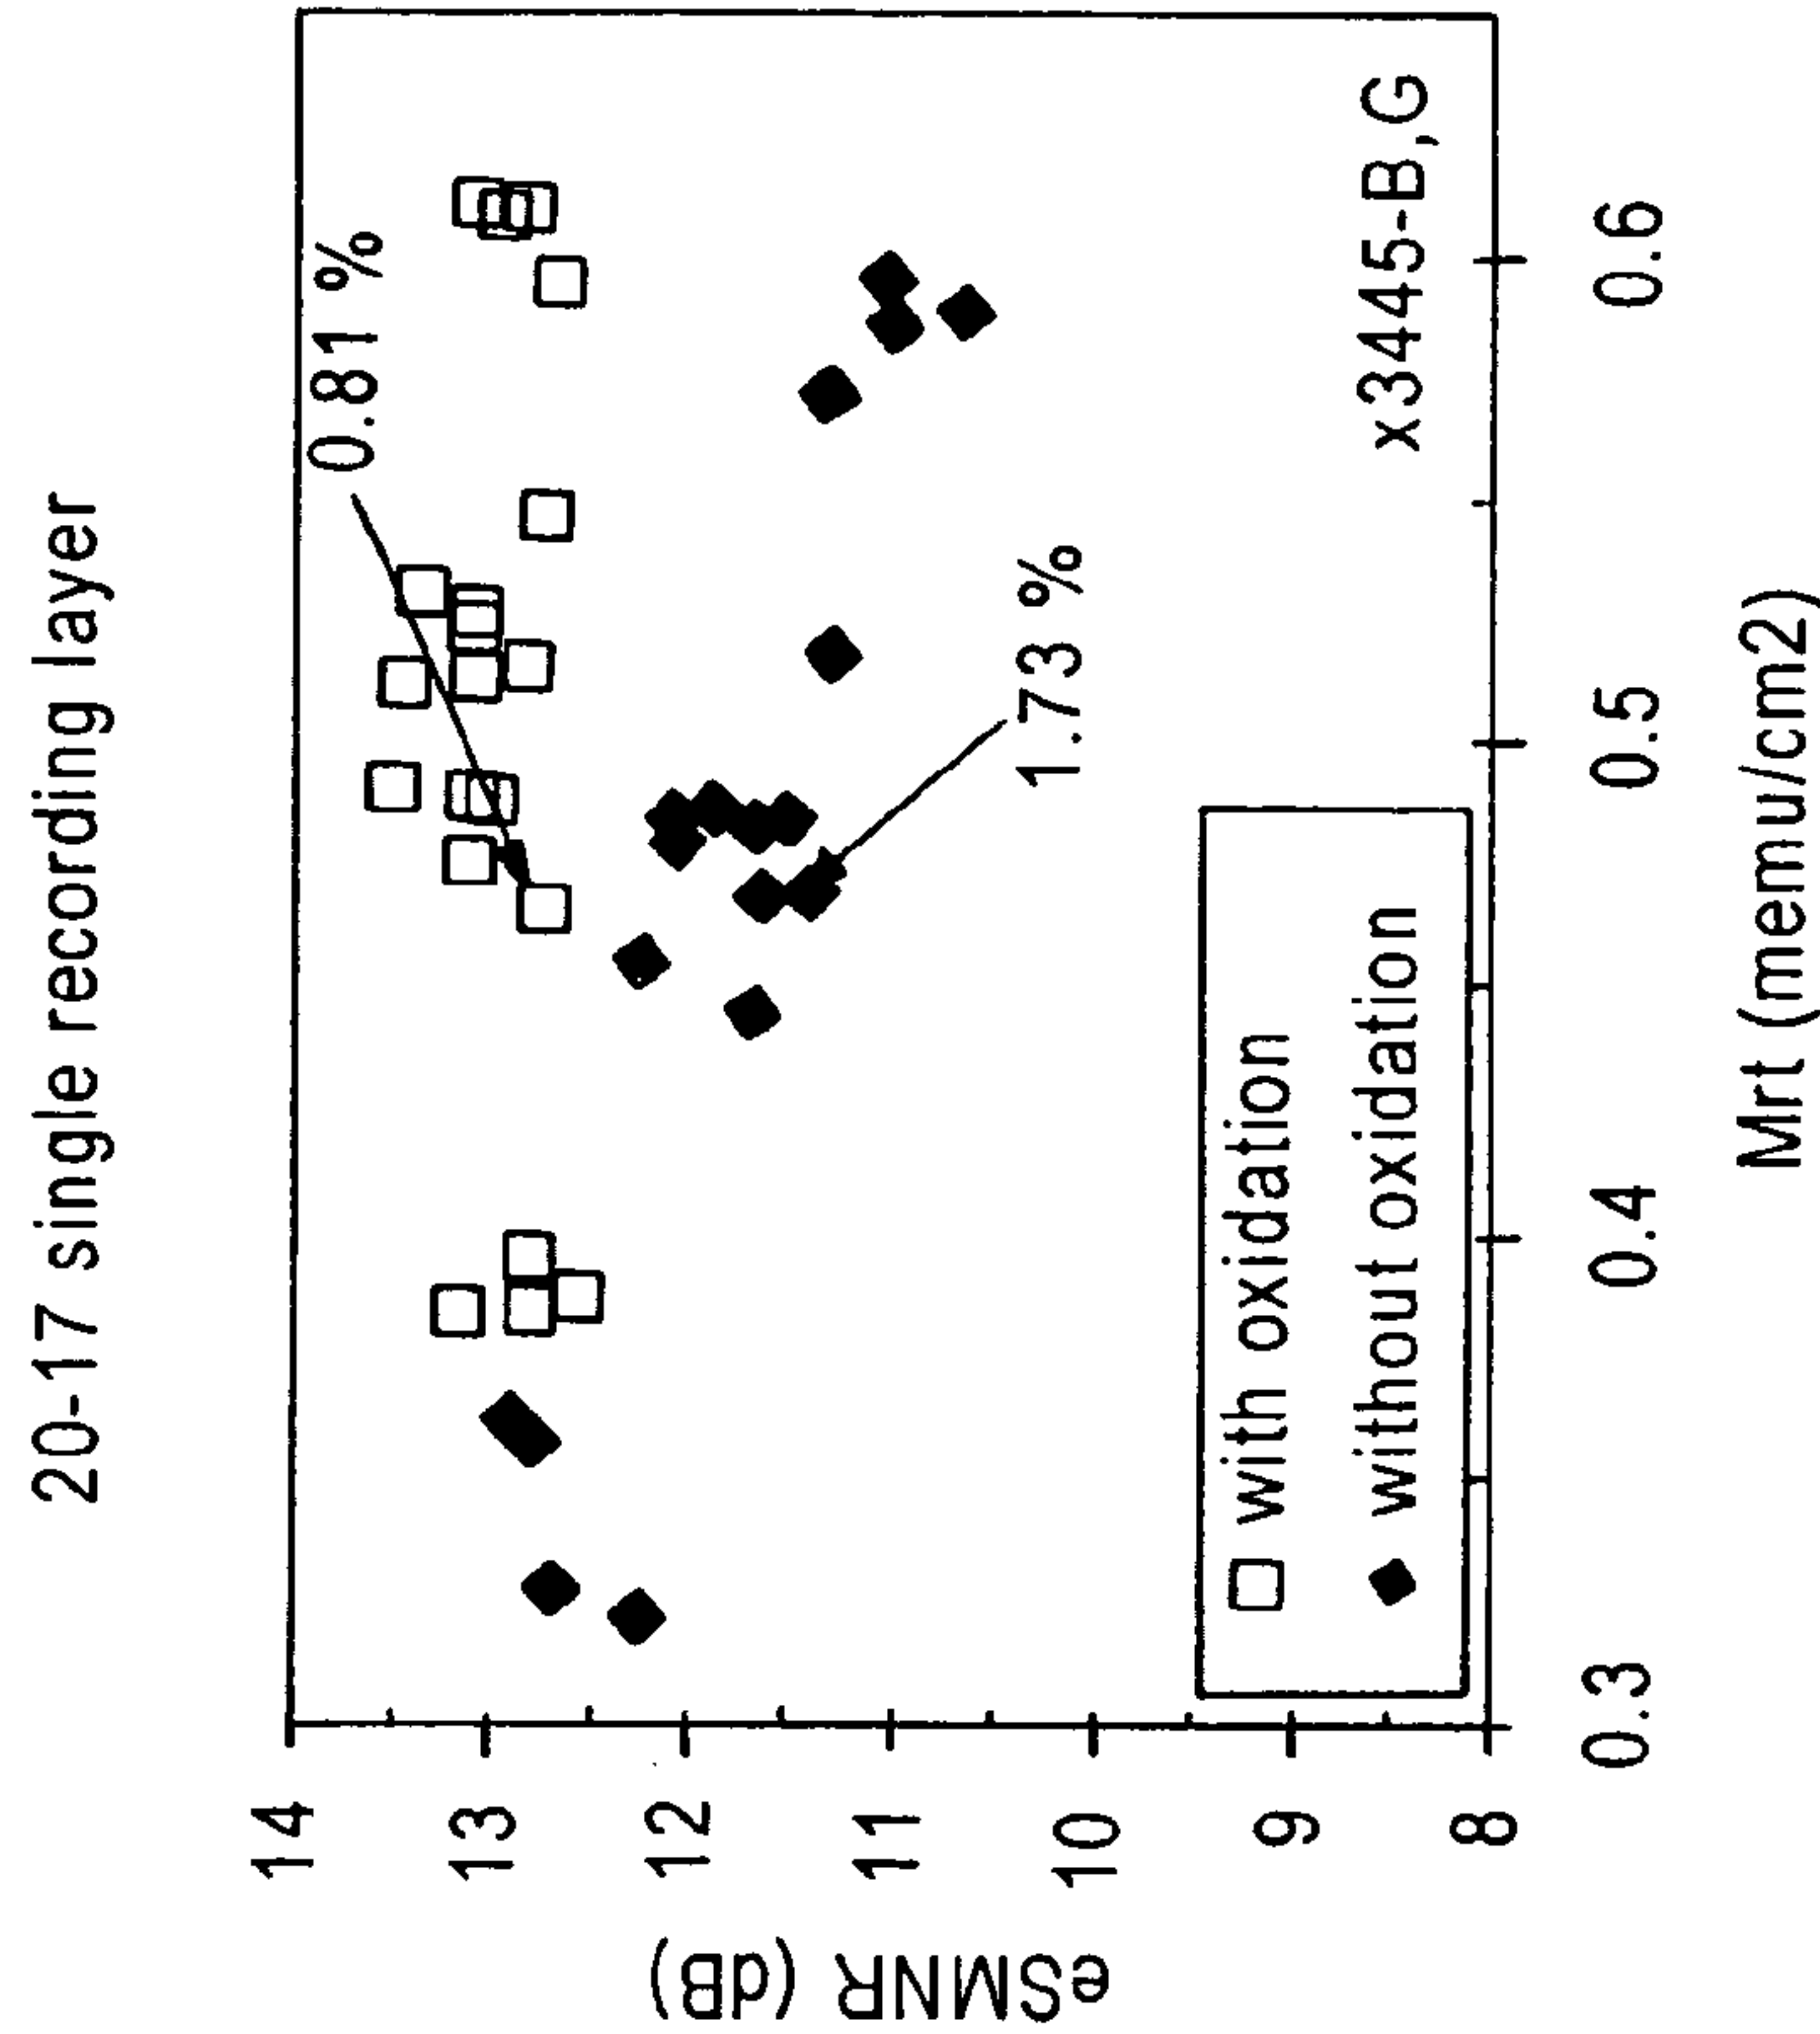 20-17 single recording layer
14
13
12
11
10
9
8
eSMNR (dB)
0.81 %
1.73 %
x3445-B,G
with oxidation
without oxidation
0.3
0.4
0.5
0.6
Mrt (memu/cm2)